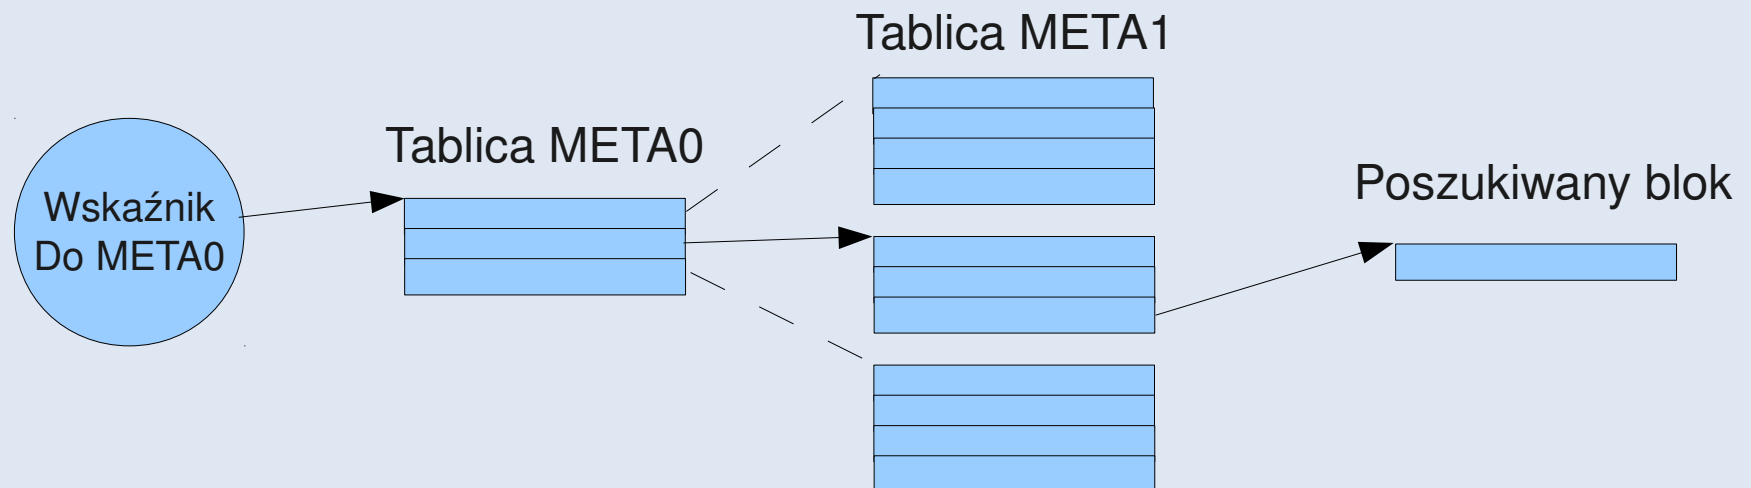 Tablica META1
Tablica META0
Poszukiwany blok
Wskaźnik
Do META0